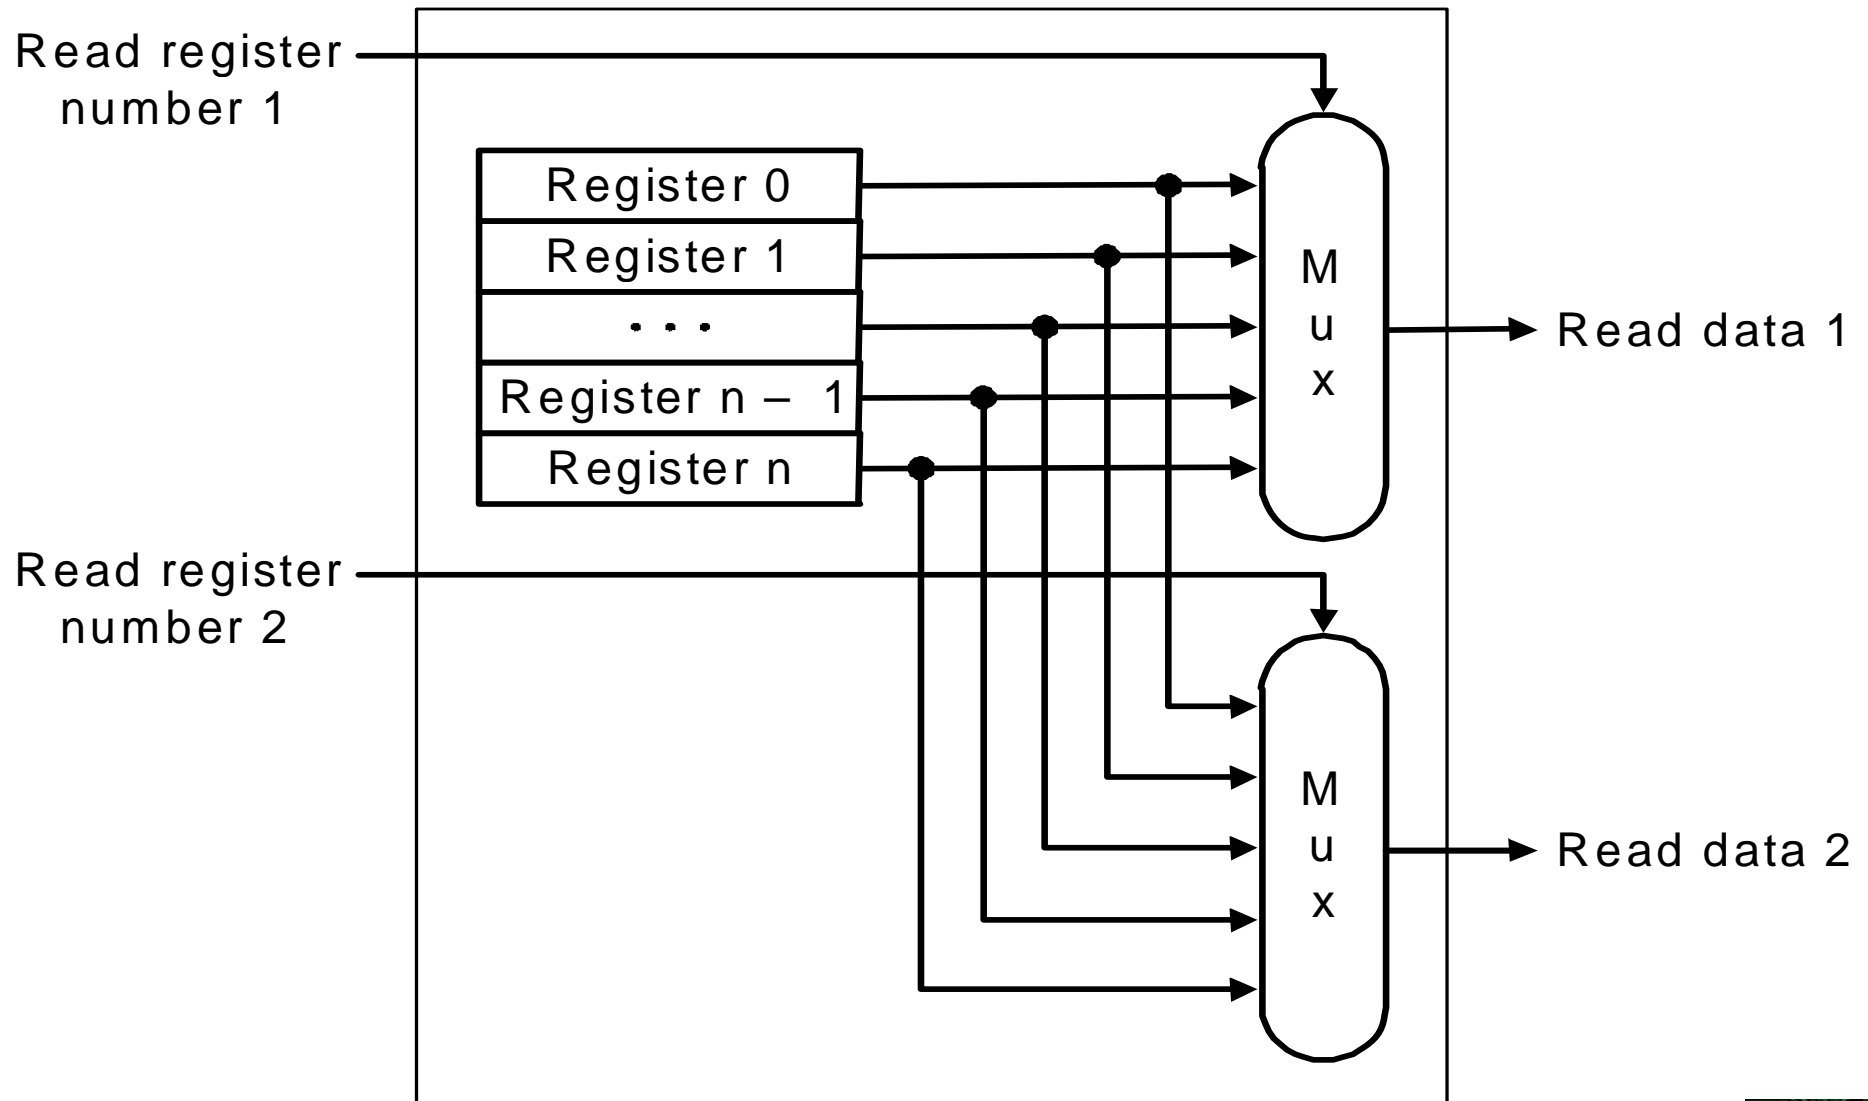 Read register
number 1
Register 0
Register 1
. . .
Register n – 1
Register n
M
u
x
Read data 1
Read register
number 2
M
u
x
Read data 2